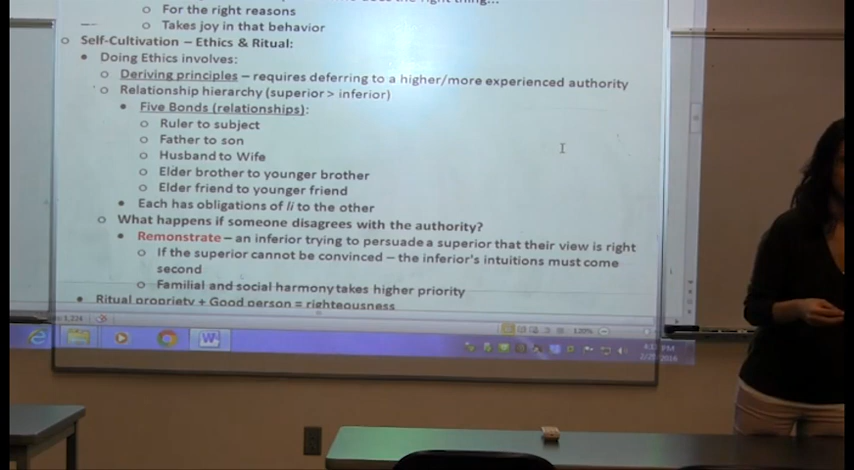 thing...
o For the right reasons
o Takes joy in that behavior
o Self-Cultivation – Ethics & Ritual:
• Doing Ethics involves:
o Deriving principles – requires deferring to a higher/more experienced authority
o Relationship hierarchy (superior > inferior)
• Five Bonds (relationships):
o Ruler to subject
o Father to son
o Husband to Wife
o Elder brother to younger brother
o Elder friend to younger friend
• Each has obligations of li to the other
o What happens if someone disagrees with the authority?
• Remonstrate – an inferior trying to persuade a superior that their view is right
o If the superior cannot be convinced – the inferior's intuitions must come
second
o Familial and social harmony takes higher priority
• Ritual propriety + Good person = righteousness
120%